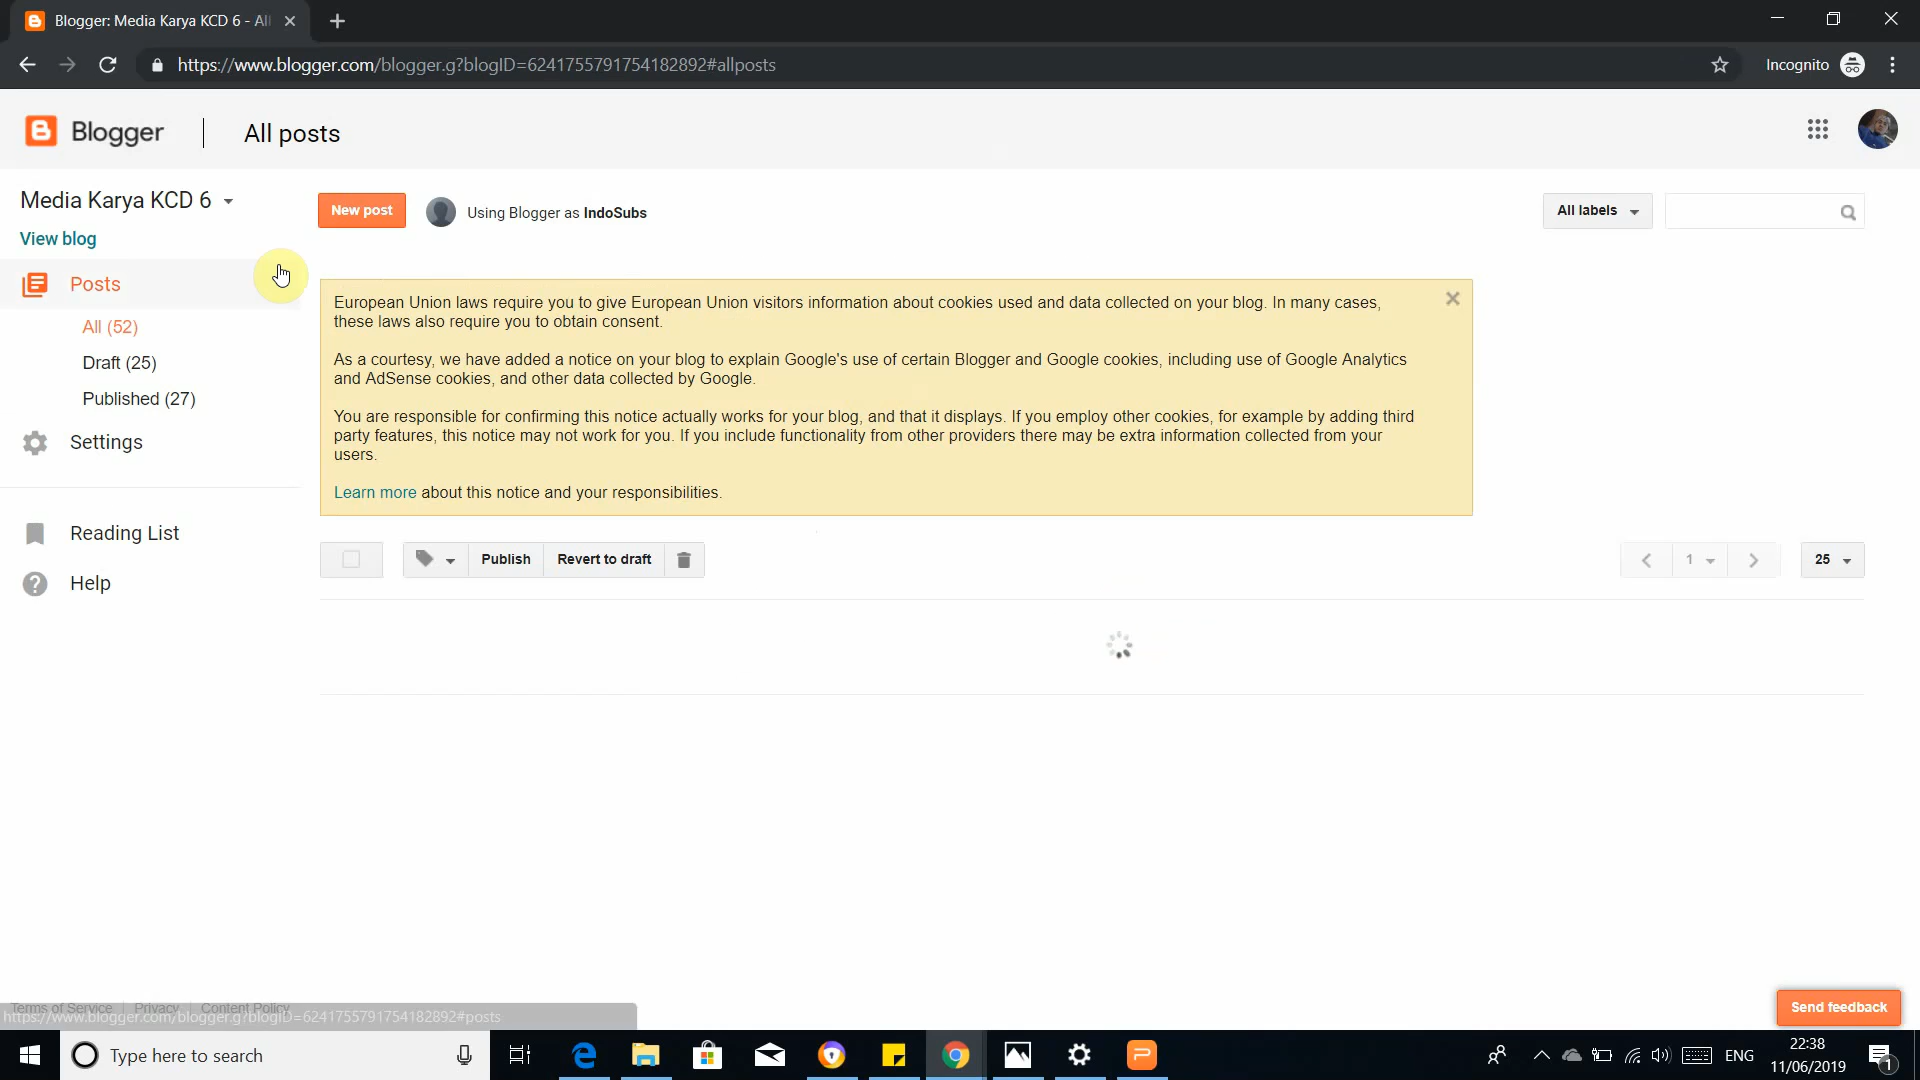 Blogger: Media Karya KCD 6 - All
https://www.blogger.com/blogger.g?blogID=6241755791754182892#allposts
Incognito
Blogger
All posts
Media Karya KCD 6
New post
Using Blogger as IndoSubs
All labels
View blog
Posts
All (52)
Draft (25)
Published (27)
Settings
Reading List
Help
European Union laws require you to give European Union visitors information about cookies used and data collected on your blog. In many cases,
these laws also require you to obtain consent.
As a courtesy, we have added a notice on your blog to explain Google's use of certain Blogger and Google cookies, including use of Google Analytics
and AdSense cookies, and other data collected by Google.
You are responsible for confirming this notice actually works for your blog, and that it displays. If you employ other cookies, for example by adding third
party features, this notice may not work for you. If you include functionality from other providers there may be extra information collected from your
users.
Learn more about this notice and your responsibilities.
Publish
Revert to draft
1
25
Terms of Service Privacy Content Policy
https://www.blogger.com/blogger.g?blogID=6241755791754182892#posts
Send feedback
Type here to search
ENG
22:38
11/06/2019
1